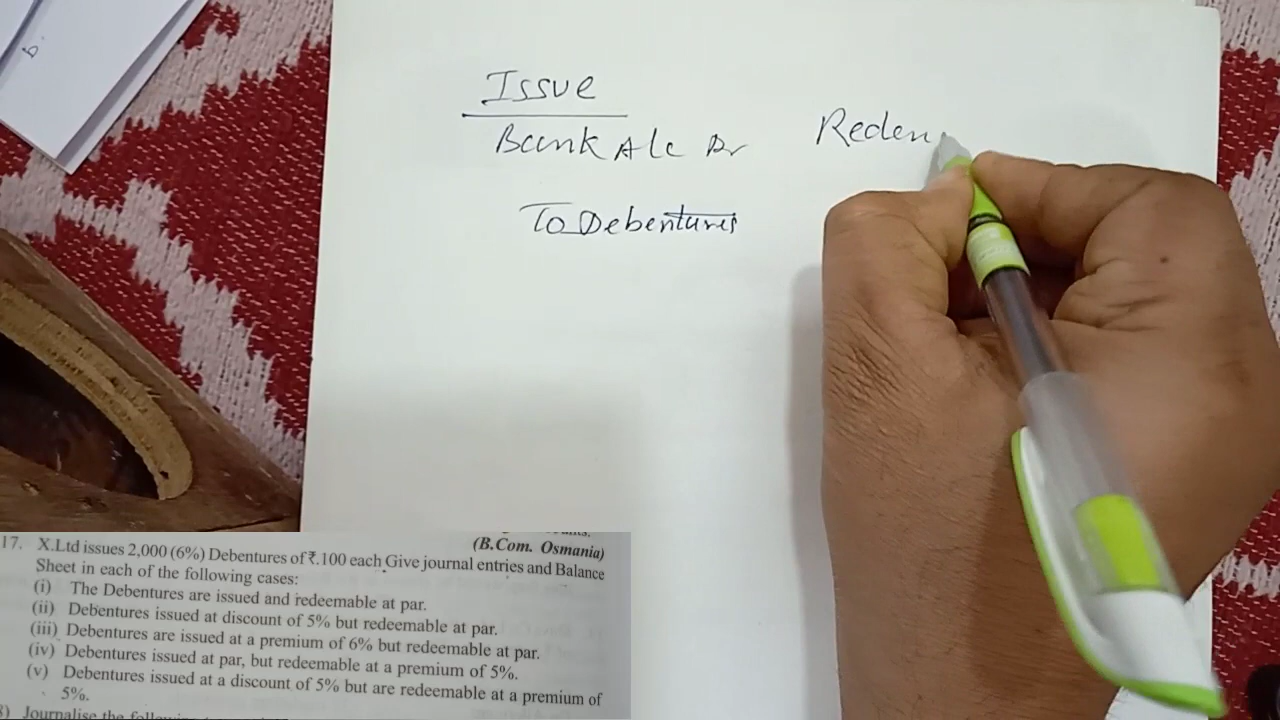 Issue
Bank A/c Dr
To Debentures
Redem
(B.Com. Osmania)
17. X.Ltd issues 2,000 (6%) Debentures of ₹.100 each Give journal entries and Balance
Sheet in each of the following cases:
(i) The Debentures are issued and redeemable at par.
(ii) Debentures issued at discount of 5% but redeemable at par.
(iii) Debentures are issued at a premium of 6% but redeemable at par.
(iv) Debentures issued at par, but redeemable at a premium of 5%.
(v) Debentures issued at a discount of 5% but are redeemable at a premium of
5%.
Journalise the